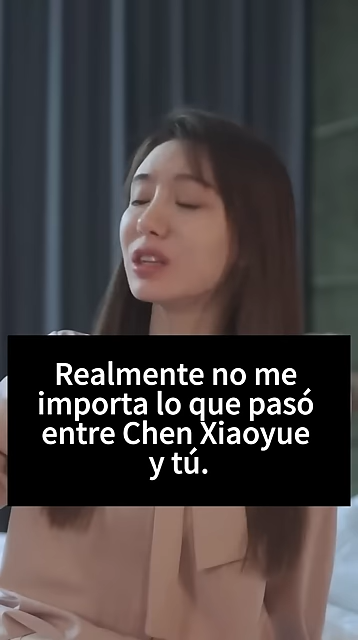 Realmente no me
importa lo que pasó
entre Chen Xiaoyue
y tú.